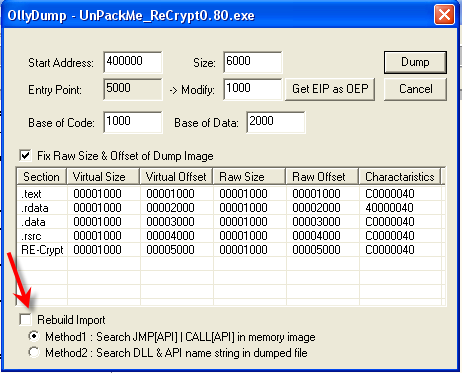 OllyDump - UnPackMe_ReCrypt0.80.exe
Start Address: 400000 Size: 6000 Dump
Entry Point: 5000 -> Modify: 1000 Get EIP as OEP Cancel
Base of Code: 1000 Base of Data: 2000
Fix Raw Size & Offset of Dump Image
Section Virtual Size Virtual Offset Raw Size Raw Offset Charactaristics
.text 00001000 00001000 00001000 00001000 C0000040
.rdata 00001000 00002000 00001000 00002000 40000040
.data 00001000 00003000 00001000 00003000 C0000040
.rsrc 00001000 00004000 00001000 00004000 C0000040
RE-Crypt 00001000 00005000 00001000 00005000 C0000040
Rebuild Import
Method1 : Search JMP[API] | CALL[API] in memory image
Method2 : Search DLL & API name string in dumped file